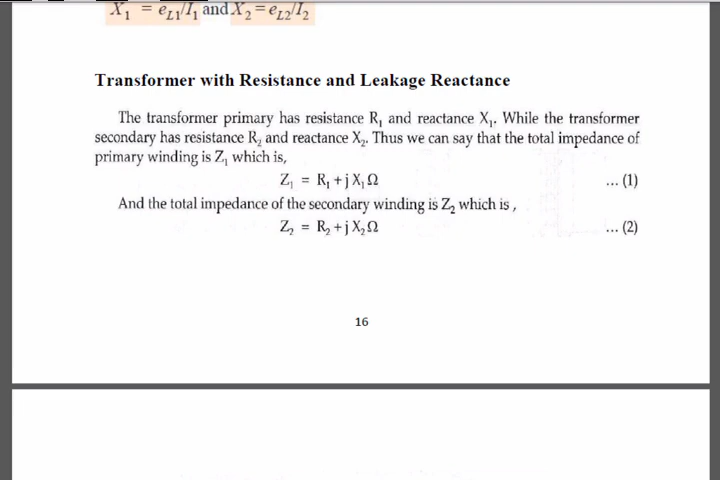 X₁ = e_L1/I₁ and X₂ = e_L2/I₂
Transformer with Resistance and Leakage Reactance
The transformer primary has resistance R₁ and reactance X₁. While the transformer
secondary has resistance R₂ and reactance X₂. Thus we can say that the total impedance of
primary winding is Z₁ which is,
Z₁ = R₁ + j X₁ Ω ... (1)
And the total impedance of the secondary winding is Z₂ which is ,
Z₂ = R₂ + j X₂ Ω ... (2)
16